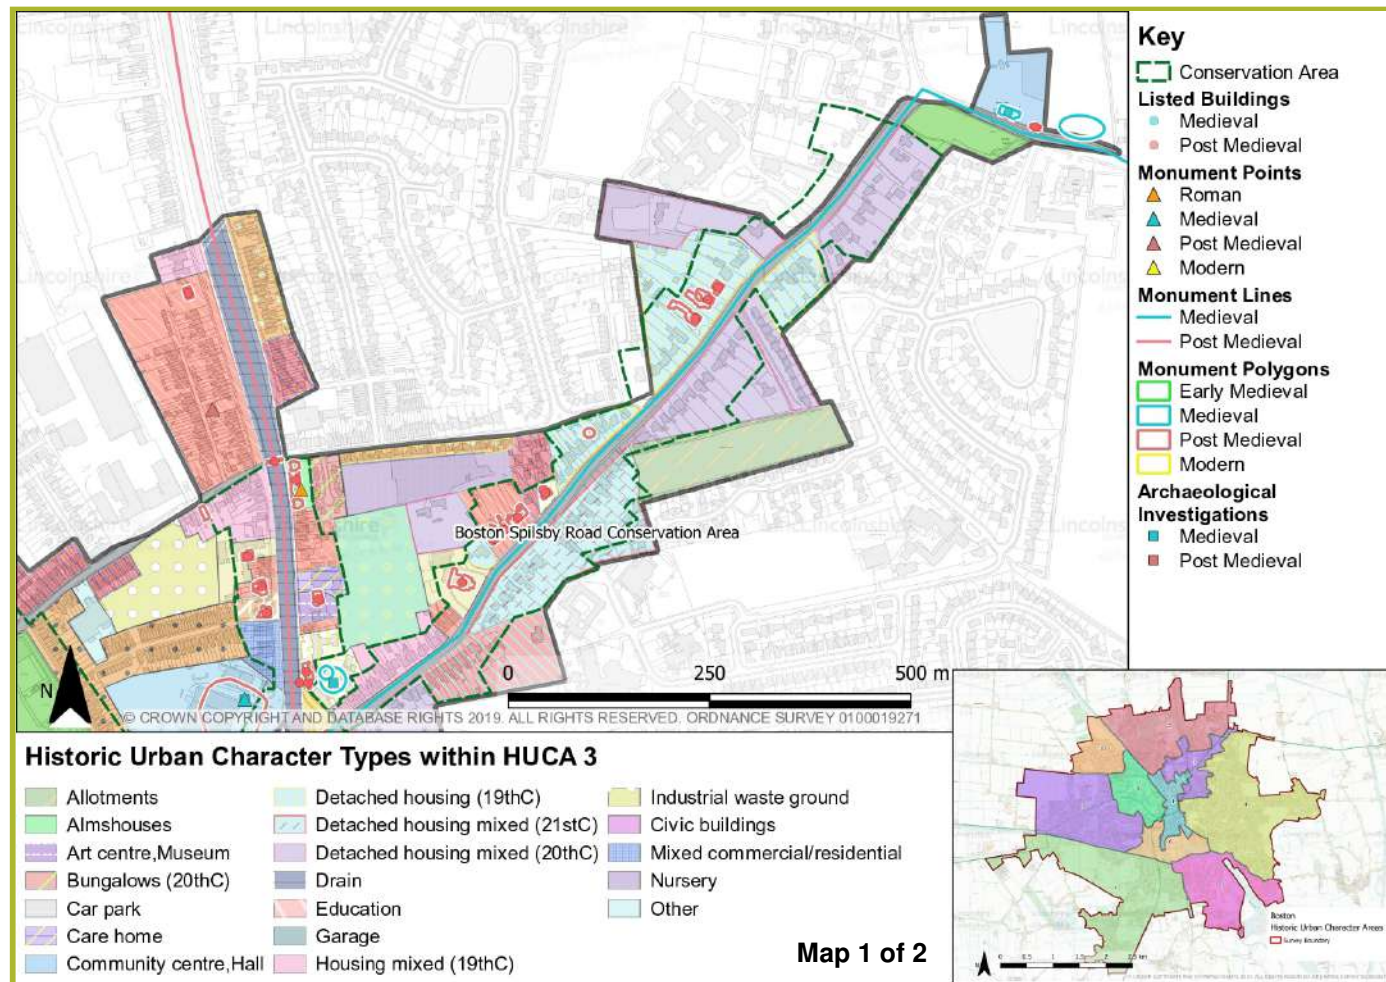 Lincolnshire
Boston Spilsby Road Conservation Area
N
0 250 500 m
© CROWN COPYRIGHT AND DATABASE RIGHTS 2019. ALL RIGHTS RESERVED. ORDNANCE SURVEY 0100019271
Key
Conservation Area
Listed Buildings
Medieval
Post Medieval
Monument Points
Roman
Medieval
Post Medieval
Modern
Monument Lines
Medieval
Post Medieval
Monument Polygons
Early Medieval
Medieval
Post Medieval
Modern
Archaeological
Investigations
Medieval
Post Medieval
Historic Urban Character Types within HUCA 3
Allotments
Almshouses
Art centre,Museum
Bungalows (20thC)
Car park
Care home
Community centre,Hall
Detached housing (19thC)
Detached housing mixed (21stC)
Detached housing mixed (20thC)
Drain
Education
Garage
Housing mixed (19thC)
Industrial waste ground
Civic buildings
Mixed commercial/residential
Nursery
Other
Map 1 of 2
Boston
Historic Urban Character Areas
Survey Boundary